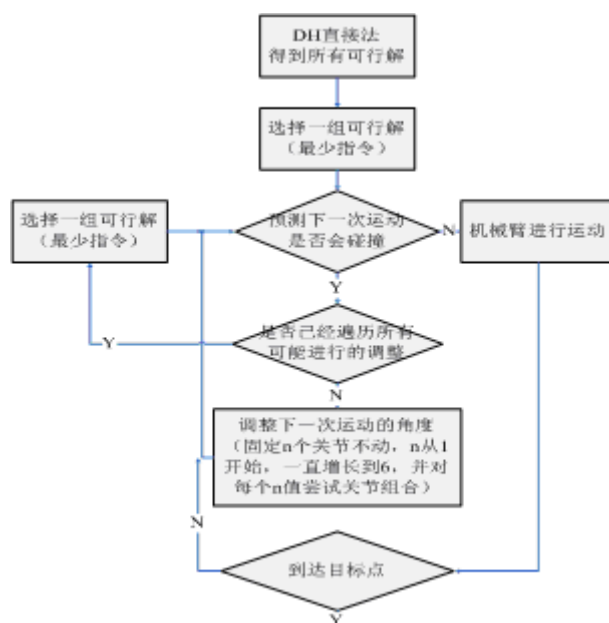 DH直接法
得到所有可行解
选择一组可行解
（最少指令）
选择一组可行解
（最少指令）
预测下一次运动
是否会碰撞
N
机械臂进行运动
Y
是否已经遍历所有
可能进行的调整
Y
N
调整下一次运动的角度
（固定n个关节不动，n从1
开始，一直增长到6，并对
每个n值尝试关节组合）
N
到达目标点
Y